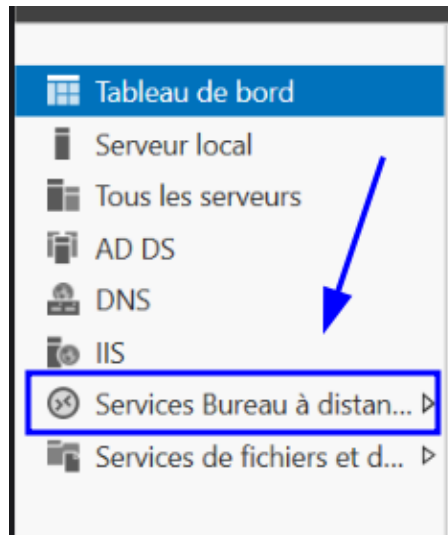 Tableau de bord
Serveur local
Tous les serveurs
AD DS
DNS
IIS
Services Bureau à distan...
Services de fichiers et d...